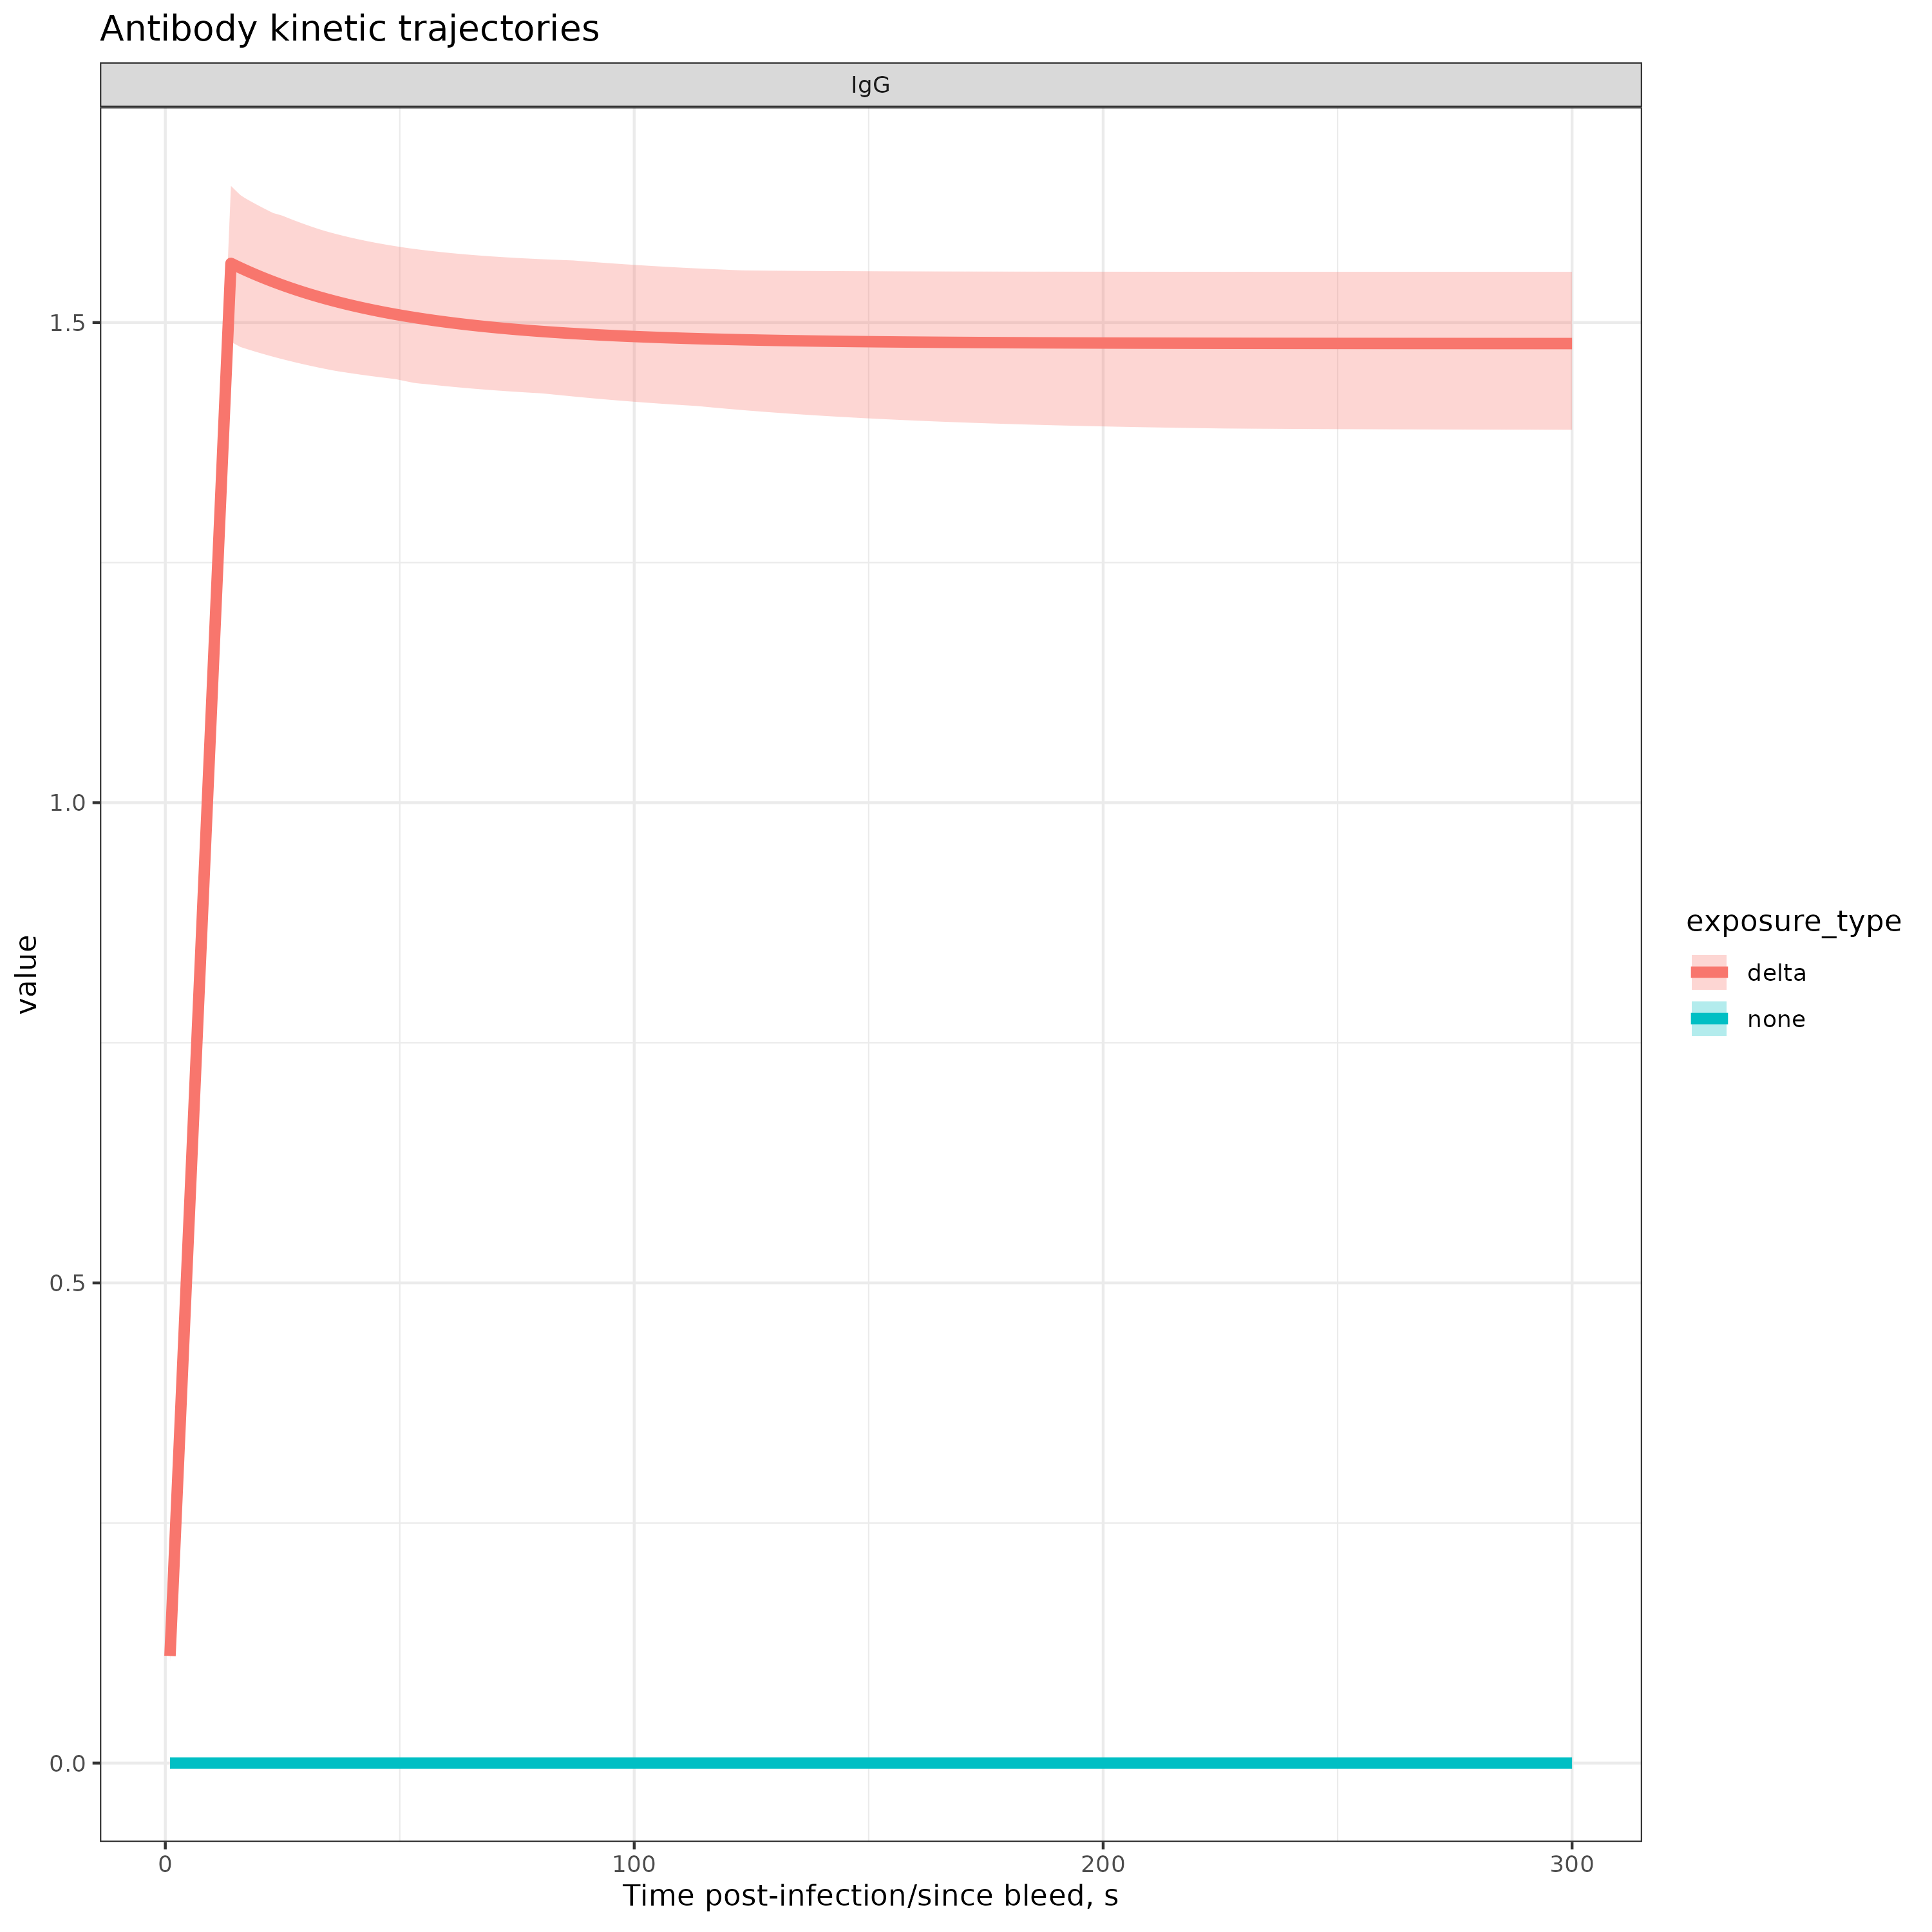 Antibody kinetic trajectories
IgG
value
1.5
1.0
0.5
0.0
0 100 200 300
Time post-infection/since bleed, s
exposure_type
delta
none